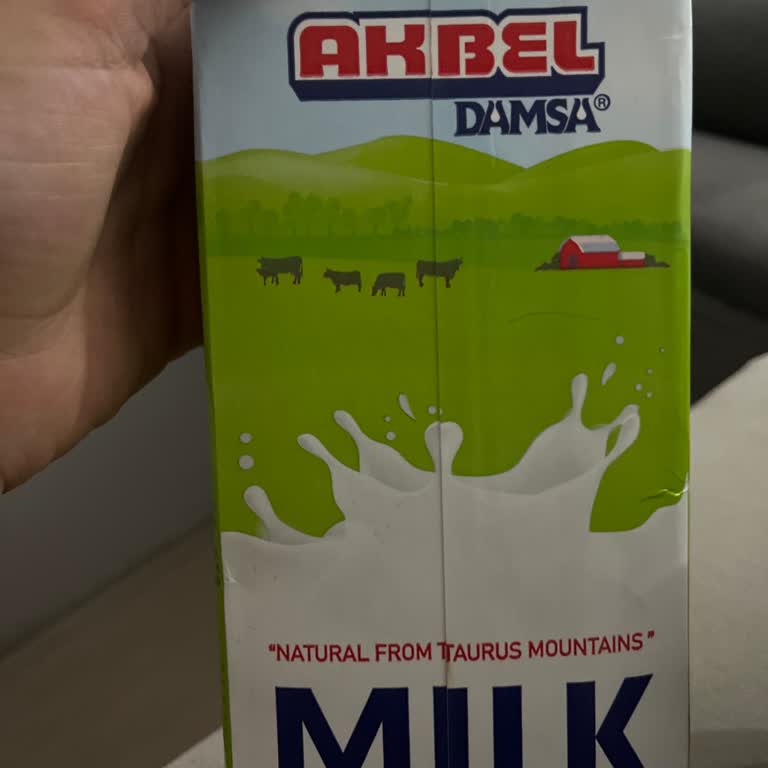 AKBEL
DAMSA®
“NATURAL FROM TAURUS MOUNTAINS”
MILK